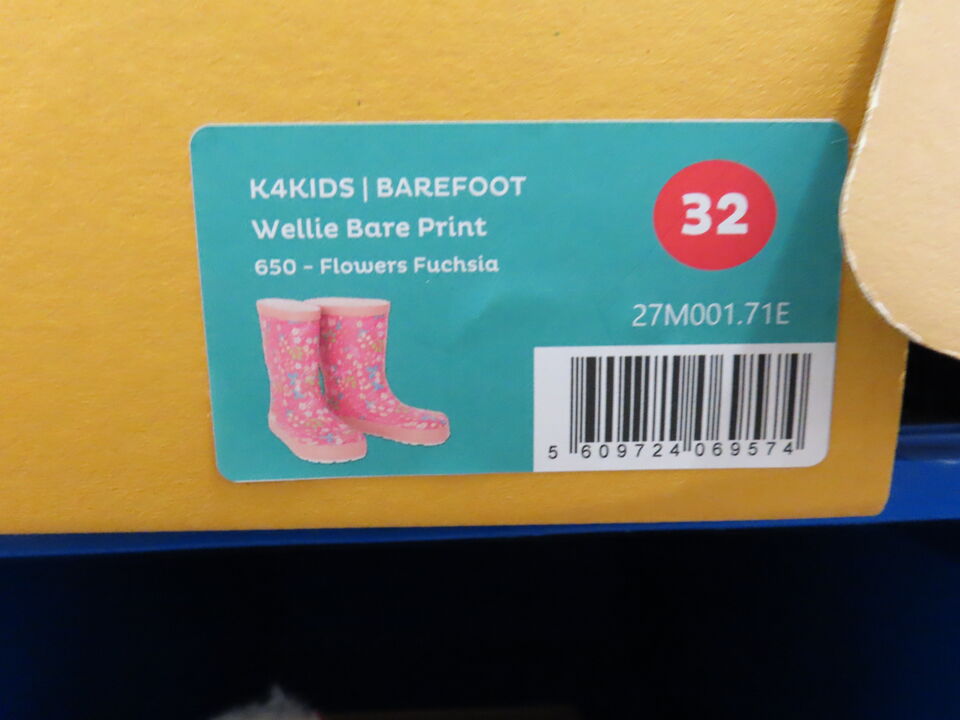 K4KIDS | BAREFOOT
Wellie Bare Print
650 - Flowers Fuchsia
32
27M001.71E
5 609724 069574